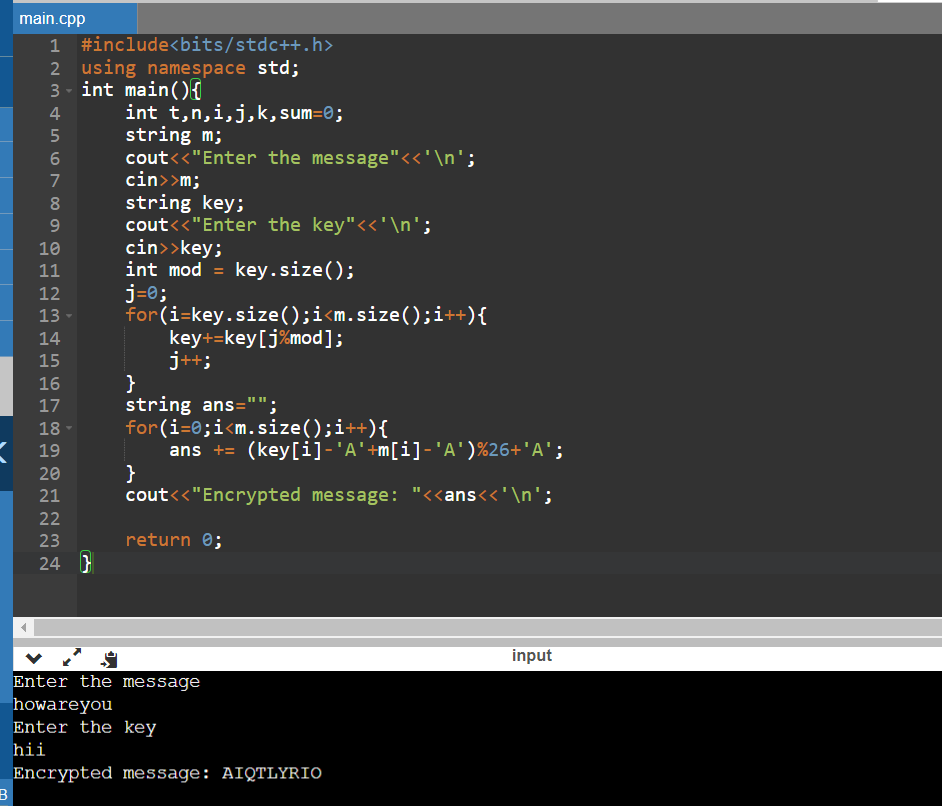 main.cpp
1 #include<bits/stdc++.h>
2 using namespace std;
3 int main(){
4     int t,n,i,j,k,sum=0;
5     string m;
6     cout<<"Enter the message"<<'\n';
7     cin>>m;
8     string key;
9     cout<<"Enter the key"<<'\n';
10     cin>>key;
11     int mod = key.size();
12     j=0;
13     for(i=key.size();i<m.size();i++){
14         key+=key[j%mod];
15         j++;
16     }
17     string ans="";
18     for(i=0;i<m.size();i++){
19         ans += (key[i]-'A'+m[i]-'A')%26+'A';
20     }
21     cout<<"Encrypted message: "<<ans<<'\n';
22
23     return 0;
24 }
input
Enter the message
howareyou
Enter the key
hii
Encrypted message: AIQTLYRIO
B